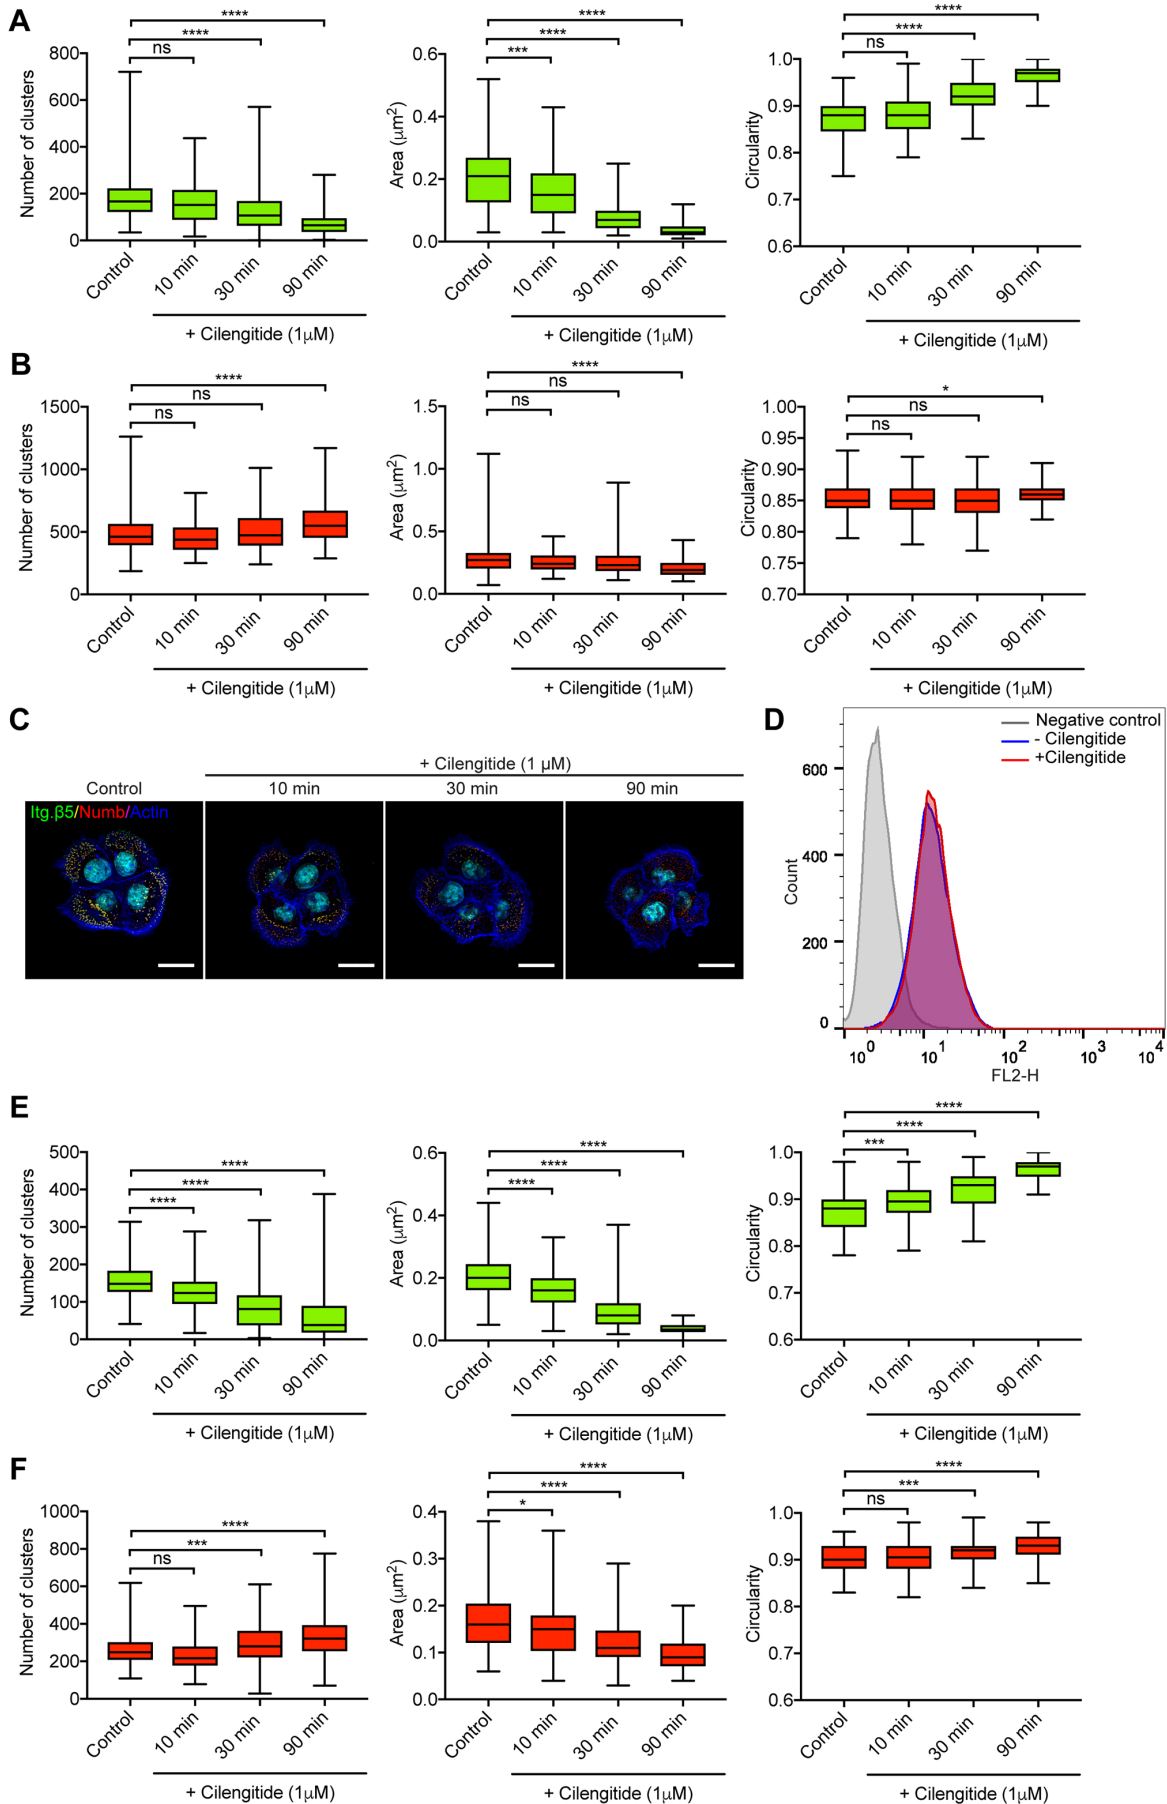 A
Number of clusters
800
600
400
200
0
ns
****
****
Control
10 min
30 min
90 min
+ Cilengitide (1μM)
Area (μm2)
0.6
0.4
0.2
0.0
***
****
****
Control
10 min
30 min
90 min
+ Cilengitide (1μM)
Circularity
1.0
0.9
0.8
0.7
0.6
ns
****
****
Control
10 min
30 min
90 min
+ Cilengitide (1μM)
B
Number of clusters
1500
1000
500
0
ns
ns
****
Control
10 min
30 min
90 min
+ Cilengitide (1μM)
Area (μm2)
1.5
1.0
0.5
0.0
ns
ns
****
Control
10 min
30 min
90 min
+ Cilengitide (1μM)
Circularity
1.00
0.95
0.90
0.85
0.80
0.75
0.70
ns
ns
*
Control
10 min
30 min
90 min
+ Cilengitide (1μM)
C
+ Cilengitide (1 μM)
Control
10 min
30 min
90 min
Itg.β5/Numb/Actin
D
Negative control
- Cilengitide
+Cilengitide
Count
600
400
200
0
10 0
10 1
10 2
10 3
10 4
FL2-H
E
Number of clusters
500
400
300
200
100
0
****
****
****
Control
10 min
30 min
90 min
+ Cilengitide (1μM)
Area (μm2)
0.6
0.4
0.2
0.0
****
****
****
Control
10 min
30 min
90 min
+ Cilengitide (1μM)
Circularity
1.0
0.9
0.8
0.7
0.6
***
****
****
Control
10 min
30 min
90 min
+ Cilengitide (1μM)
F
Number of clusters
1000
800
600
400
200
0
ns
***
****
Control
10 min
30 min
90 min
+ Cilengitide (1μM)
Area (μm2)
0.4
0.3
0.2
0.1
0.0
*
****
****
Control
10 min
30 min
90 min
+ Cilengitide (1μM)
Circularity
1.0
0.9
0.8
0.7
0.6
ns
***
****
Control
10 min
30 min
90 min
+ Cilengitide (1μM)